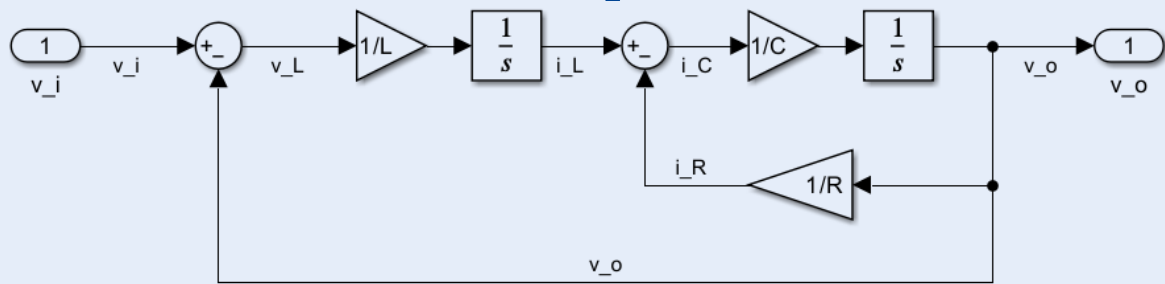 1
v_i
v_i
+
−
v_L
1/L
1
s
i_L
+
−
i_C
1/C
1
s
v_o
1
v_o
i_R
1/R
v_o